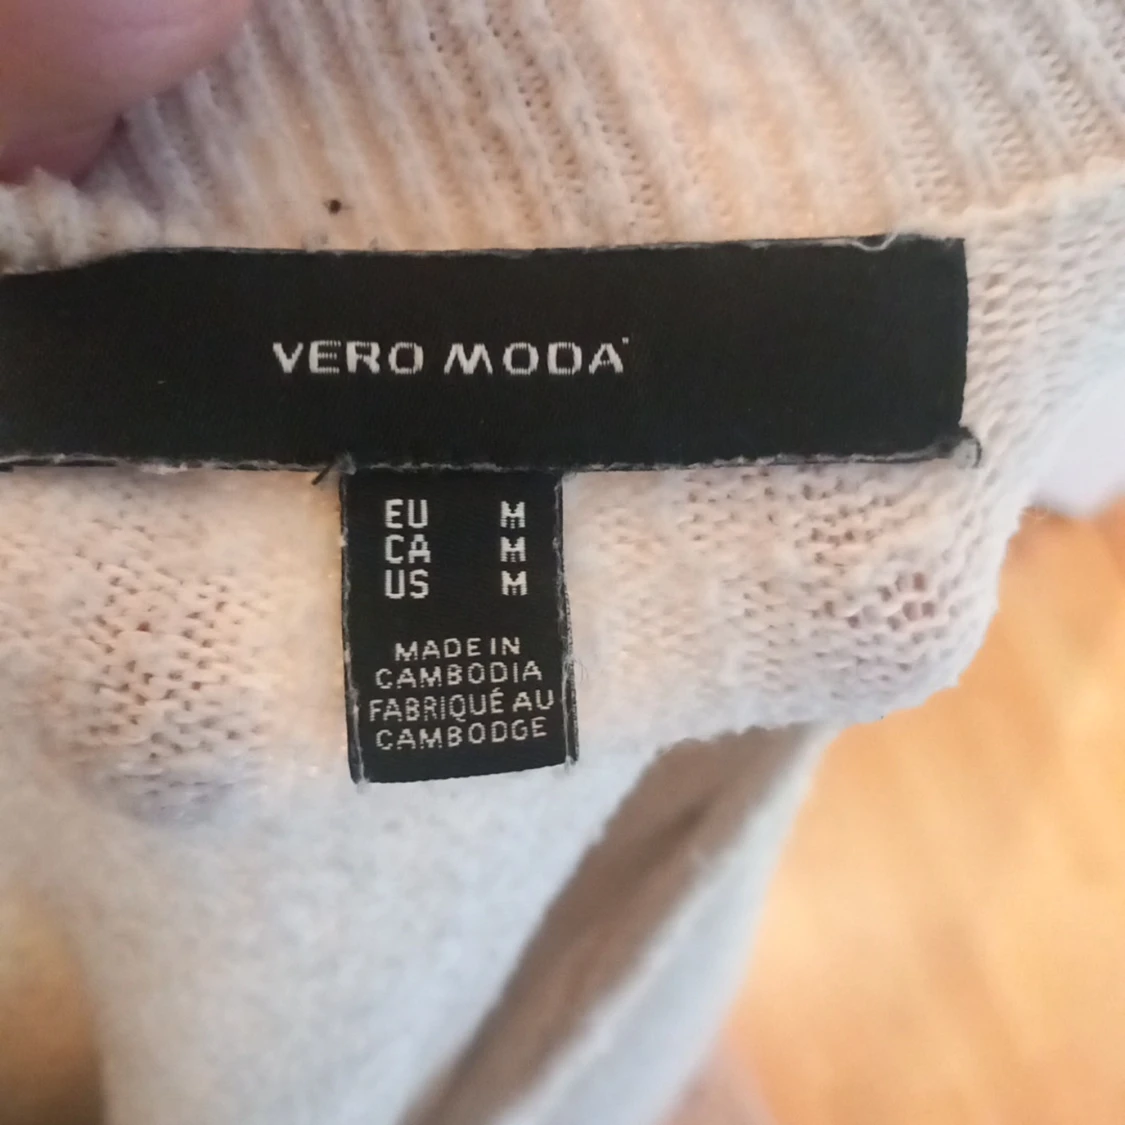 VERO MODA
EU M
CA M
US M
MADE IN
CAMBODIA
FABRIQUÉ AU
CAMBODGE